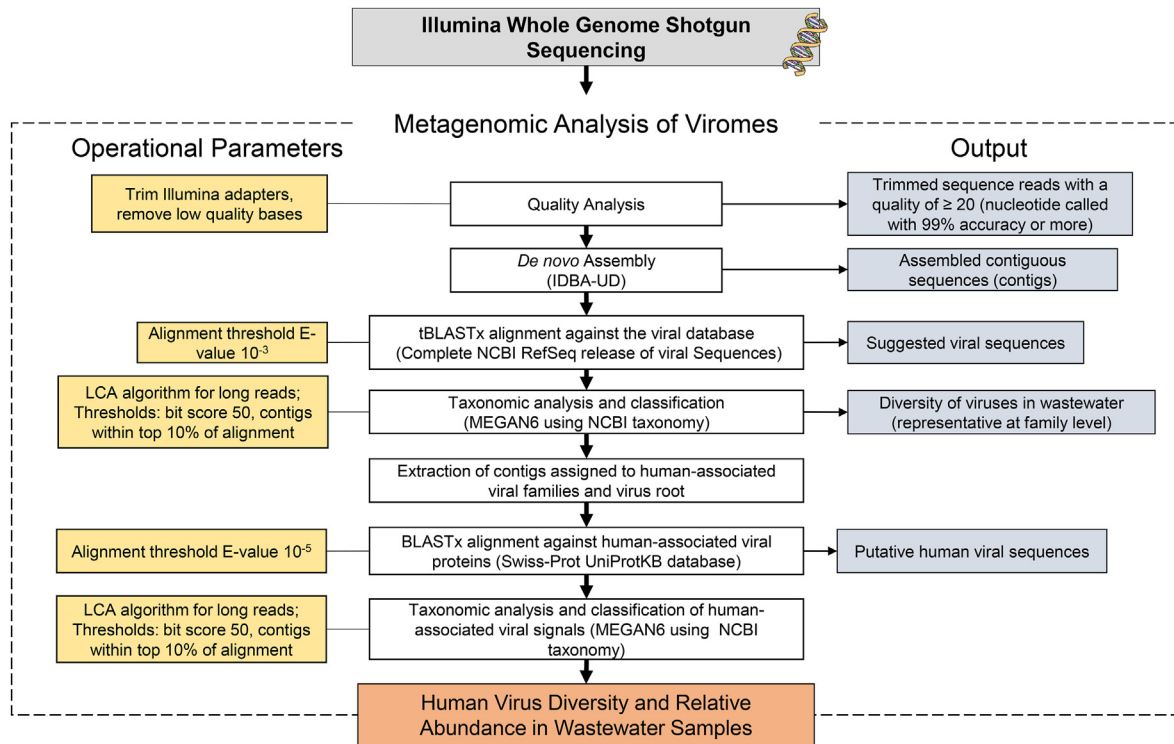 Illumina Whole Genome Shotgun
Sequencing
Metagenomic Analysis of Viromes
Operational Parameters
Output
Trim Illumina adapters,
remove low quality bases
Quality Analysis
Trimmed sequence reads with a
quality of ≥ 20 (nucleotide called
with 99% accuracy or more)
De novo Assembly
(IDBA-UD)
Assembled contiguous
sequences (contigs)
Alignment threshold E-
value 10⁻³
tBLASTx alignment against the viral database
(Complete NCBI RefSeq release of viral Sequences)
Suggested viral sequences
LCA algorithm for long reads;
Thresholds: bit score 50, contigs
within top 10% of alignment
Taxonomic analysis and classification
(MEGAN6 using NCBI taxonomy)
Diversity of viruses in wastewater
(representative at family level)
Extraction of contigs assigned to human-associated
viral families and virus root
Alignment threshold E-value 10⁻⁵
BLASTx alignment against human-associated viral
proteins (Swiss-Prot UniProtKB database)
Putative human viral sequences
LCA algorithm for long reads;
Thresholds: bit score 50, contigs
within top 10% of alignment
Taxonomic analysis and classification of human-
associated viral signals (MEGAN6 using NCBI
taxonomy)
Human Virus Diversity and Relative
Abundance in Wastewater Samples